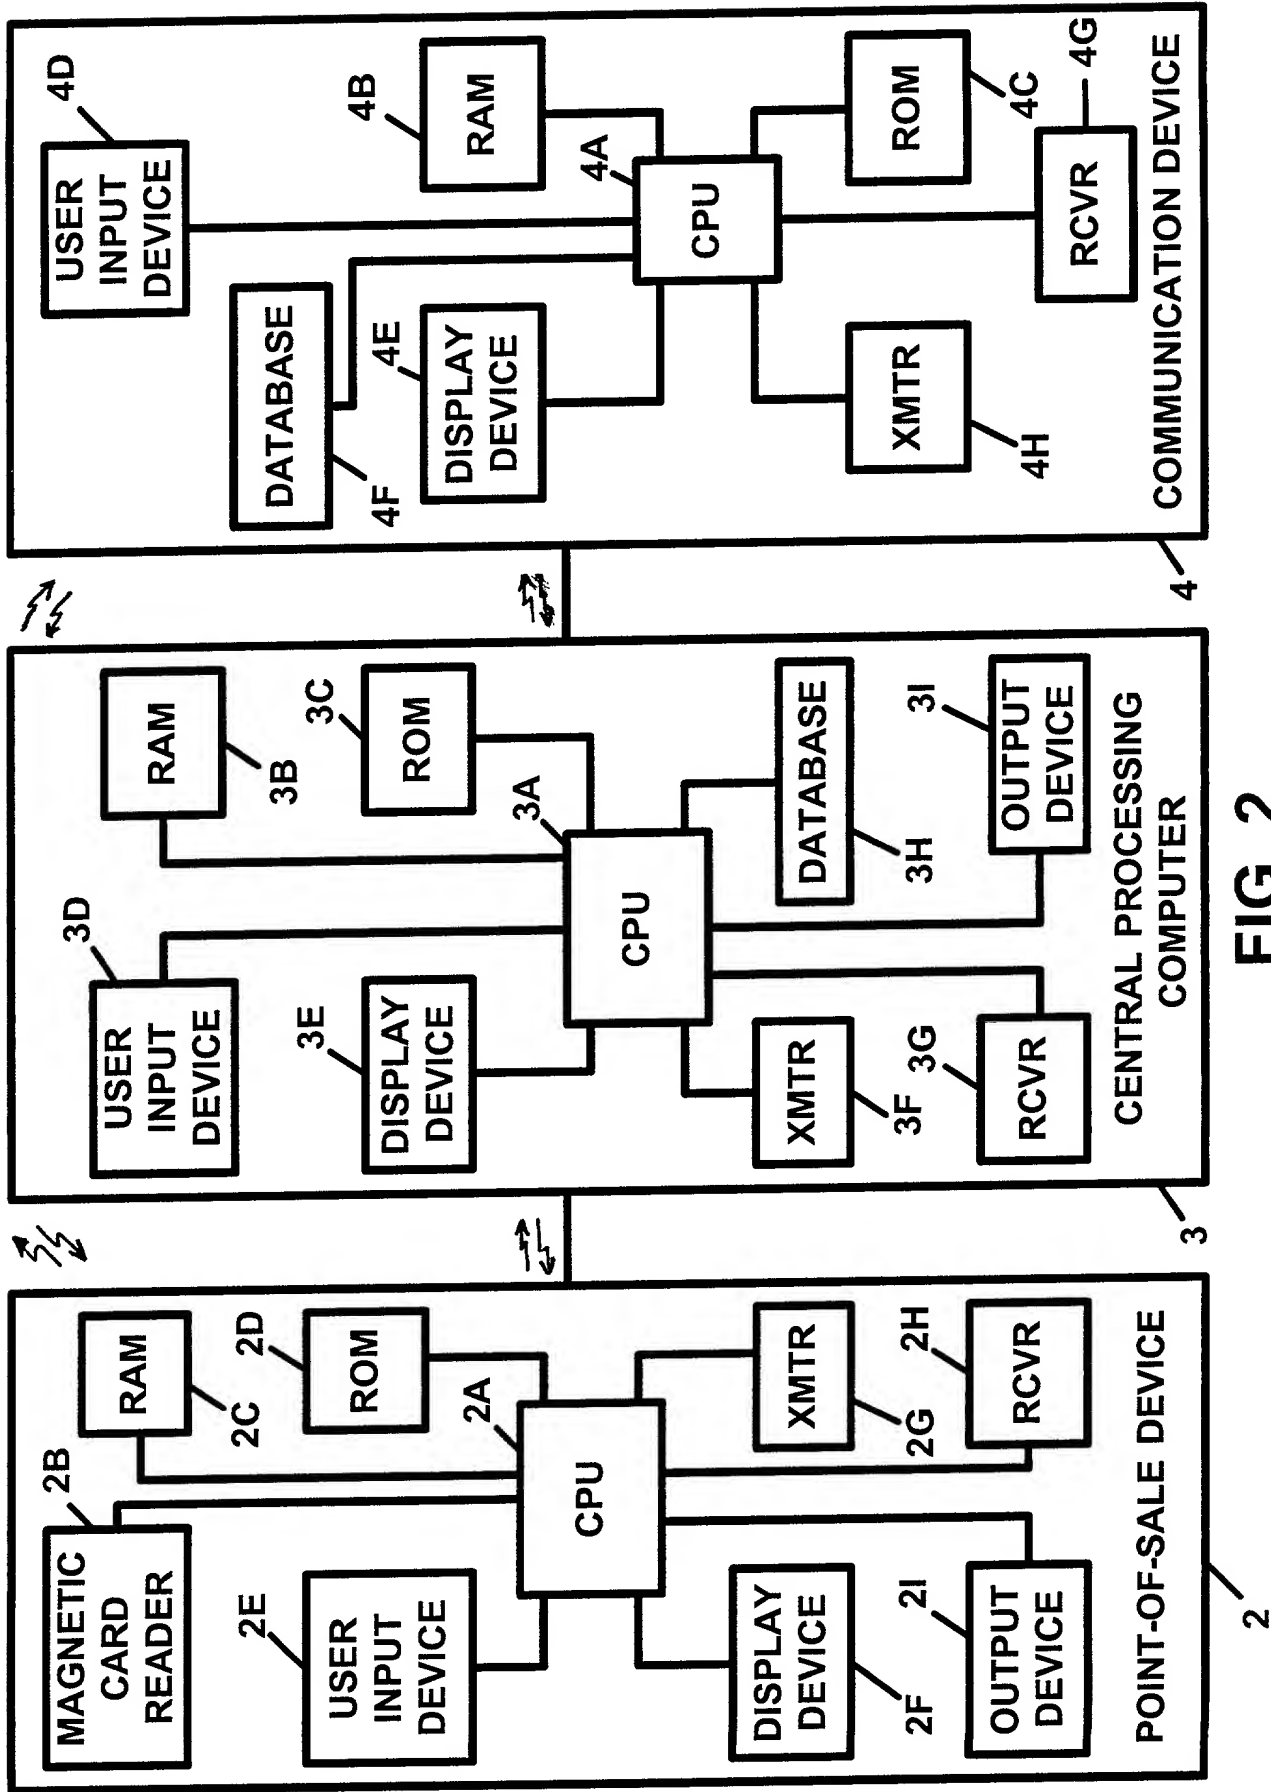 MAGNETIC
CARD
READER
2B
RAM
2C
2D
ROM
2E
USER
INPUT
DEVICE
2A
CPU
DISPLAY
DEVICE
2F
XMTR
2G
2I
OUTPUT
DEVICE
2H
RCVR
POINT-OF-SALE DEVICE
2
USER
INPUT
DEVICE
3D
RAM
3B
3E
DISPLAY
DEVICE
3C
ROM
3A
CPU
XMTR
3F
DATABASE
3H
3G
RCVR
3I
OUTPUT
DEVICE
CENTRAL PROCESSING
COMPUTER
3
USER
INPUT
DEVICE
4D
DATABASE
4F
4E
DISPLAY
DEVICE
4B
RAM
4A
CPU
XMTR
4H
ROM
4C
RCVR
4G
COMMUNICATION DEVICE
4
FIG. 2